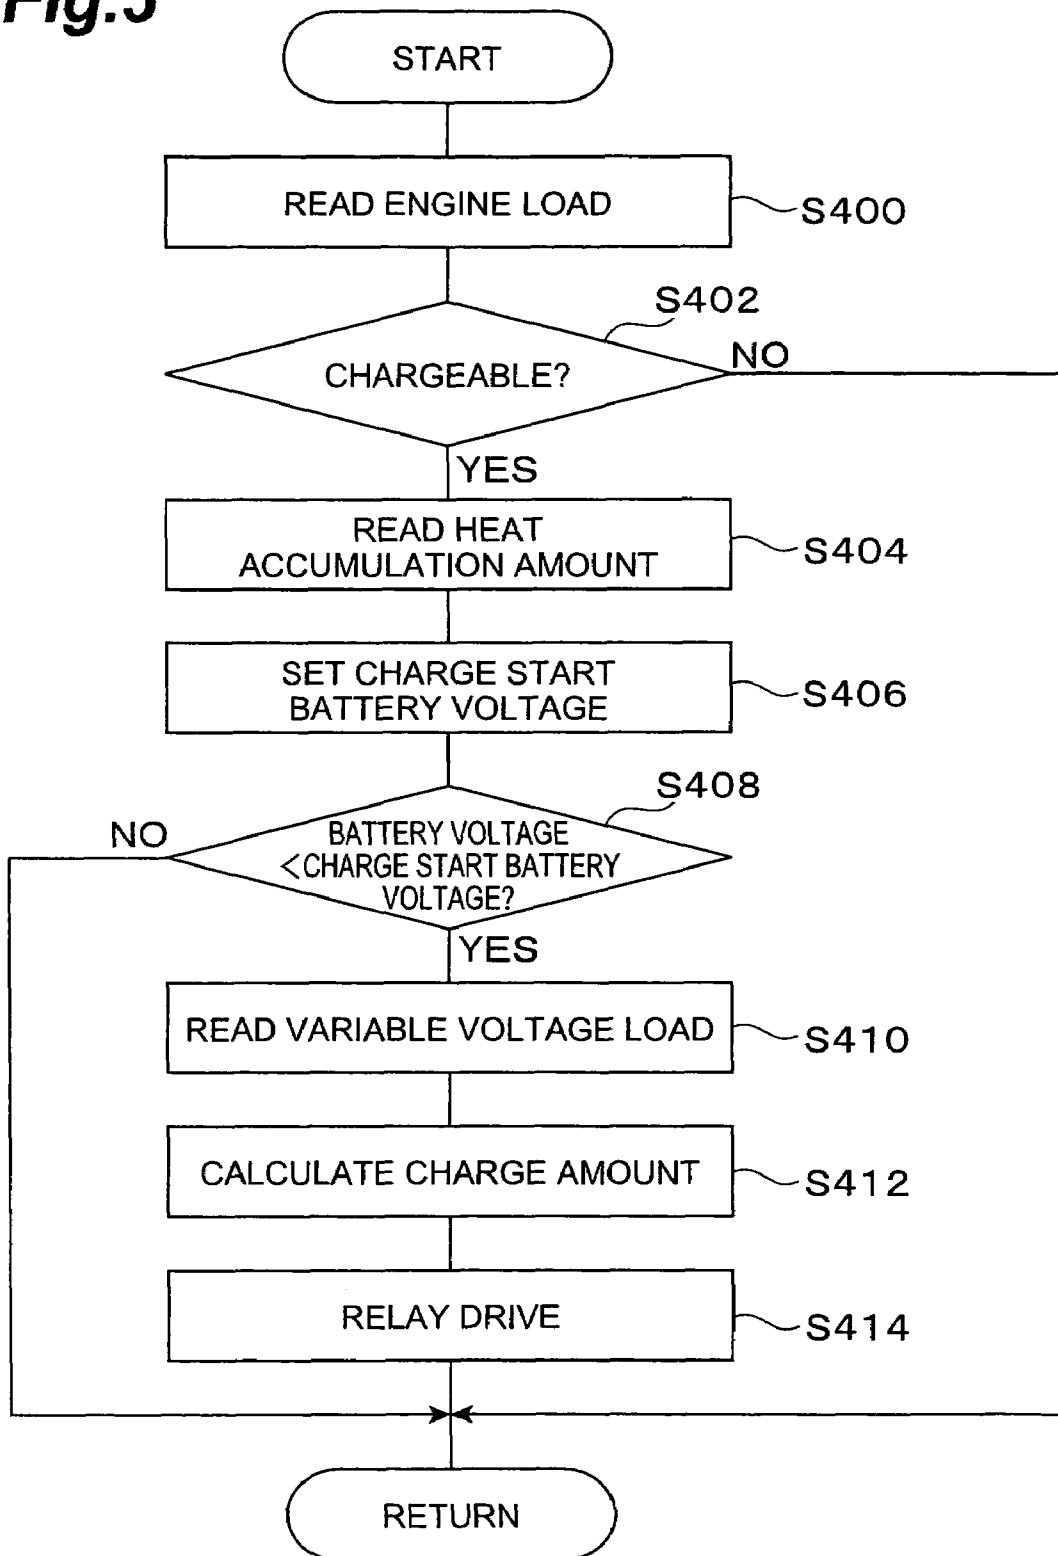 Fig.
START
READ ENGINE LOAD
S400
S402
CHARGEABLE?
NO
YES
READ HEAT
ACCUMULATION AMOUNT
S404
SET CHARGE START
BATTERY VOLTAGE
S406
S408
NO
BATTERY VOLTAGE
<CHARGE START BATTERY
VOLTAGE?
YES
READ VARIABLE VOLTAGE LOAD
S410
CALCULATE CHARGE AMOUNT
S412
RELAY DRIVE
S414
RETURN